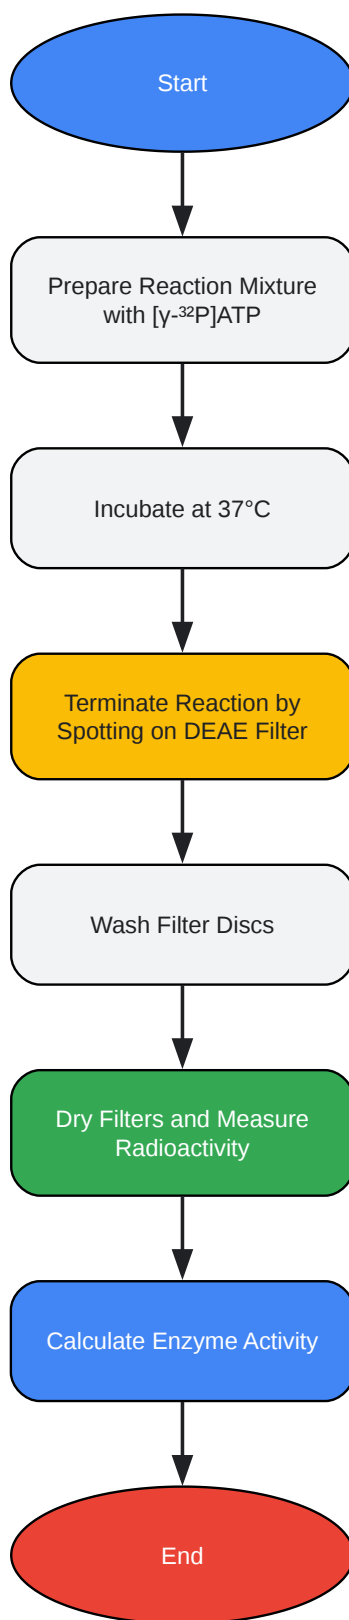 Start
Prepare Reaction Mixture
with [γ-³²P]ATP
Incubate at 37°C
Terminate Reaction by
Spotting on DEAE Filter
Wash Filter Discs
Dry Filters and Measure
Radioactivity
Calculate Enzyme Activity
End